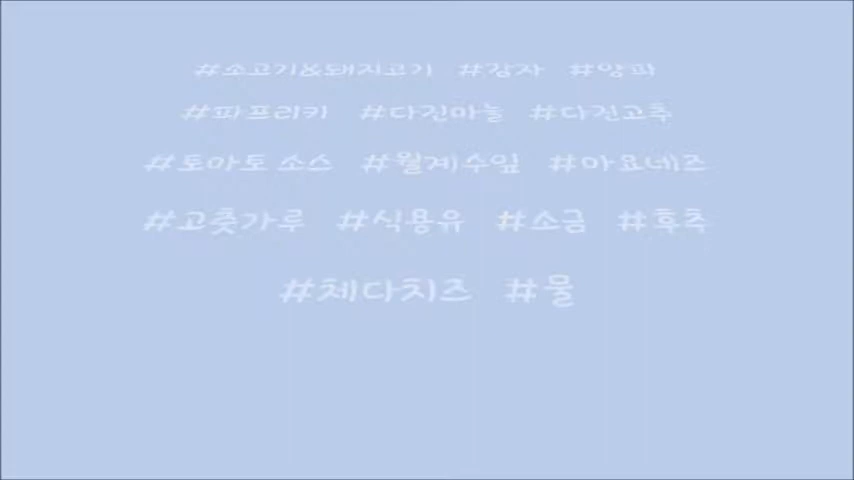 #소고기&돼지고기 #감자 #양파
#파프리카 #다진마늘 #다진고추
#토마토 소스 #월계수잎 #마요네즈
#고춧가루 #식용유 #소금 #후추
#체다치즈 #물